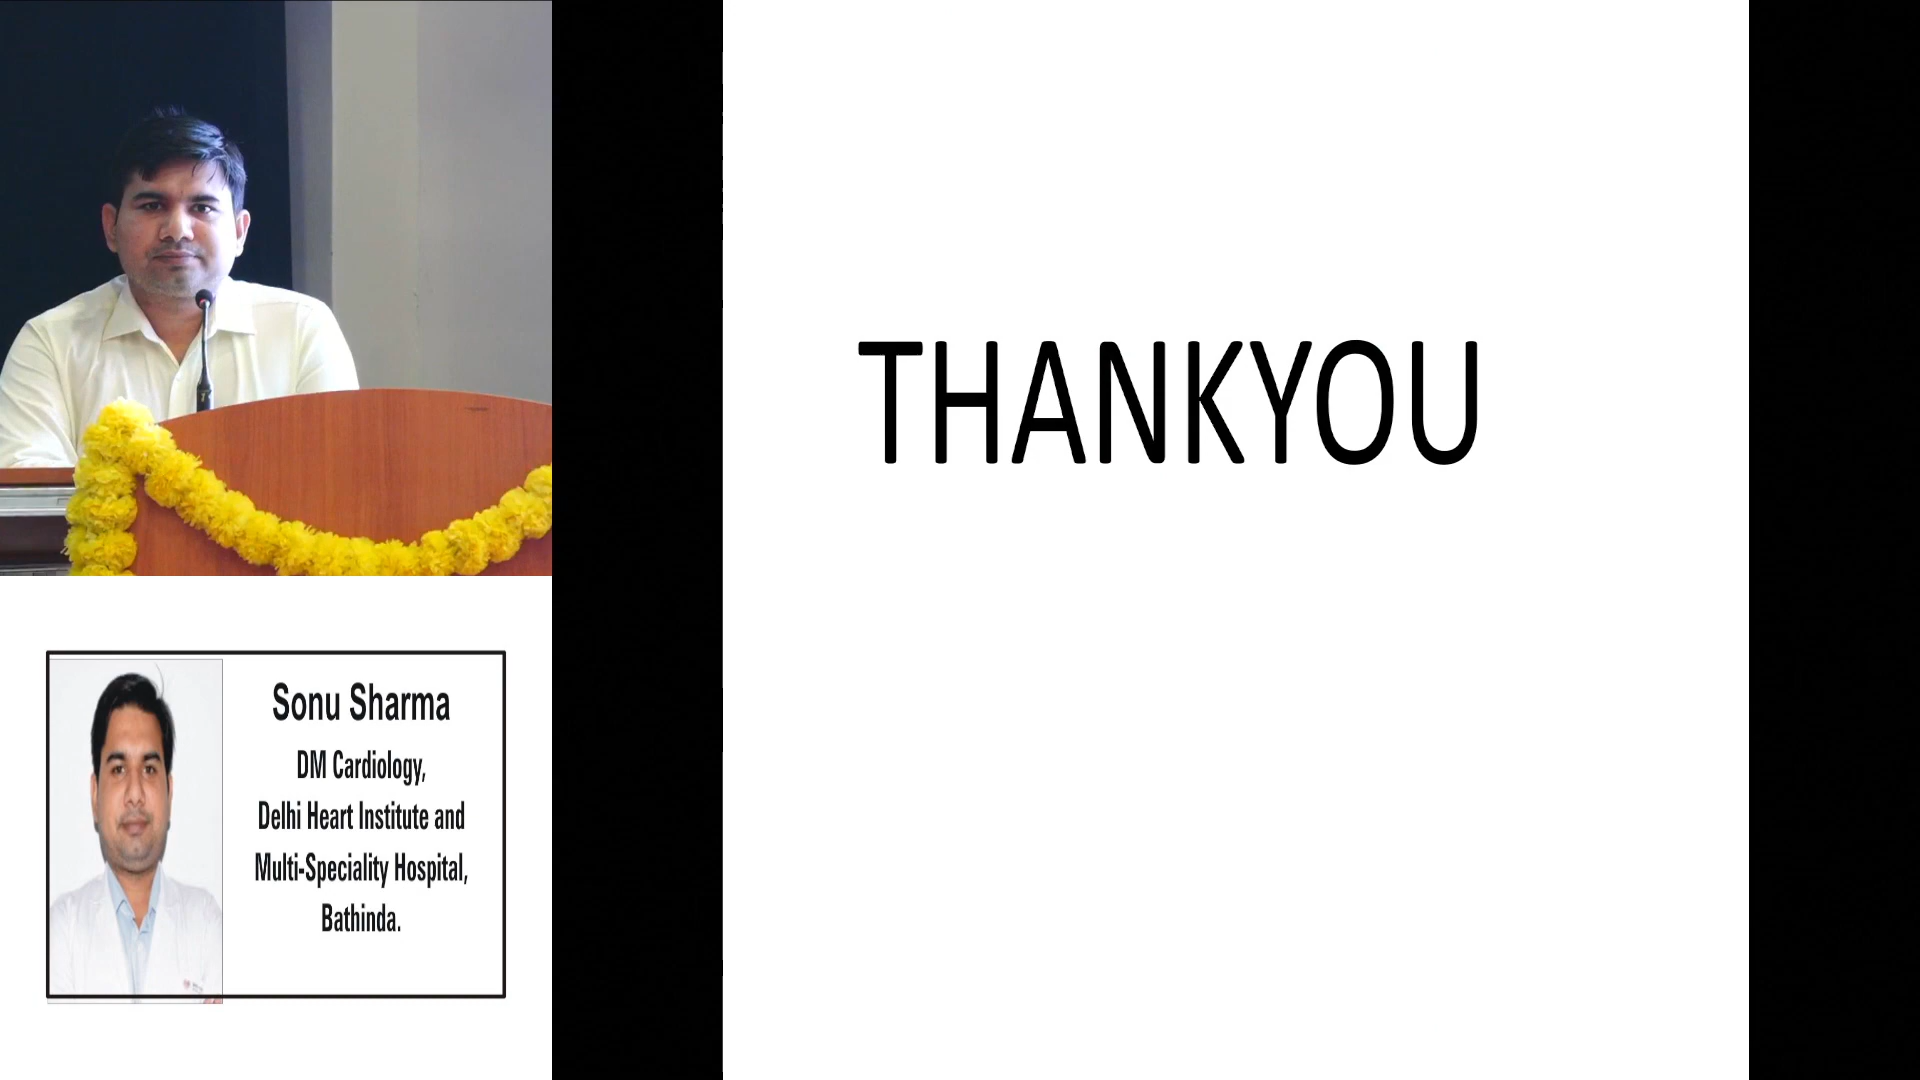 THANKYOU
Sonu Sharma
DM Cardiology,
Delhi Heart Institute and
Multi-Speciality Hospital,
Bathinda.